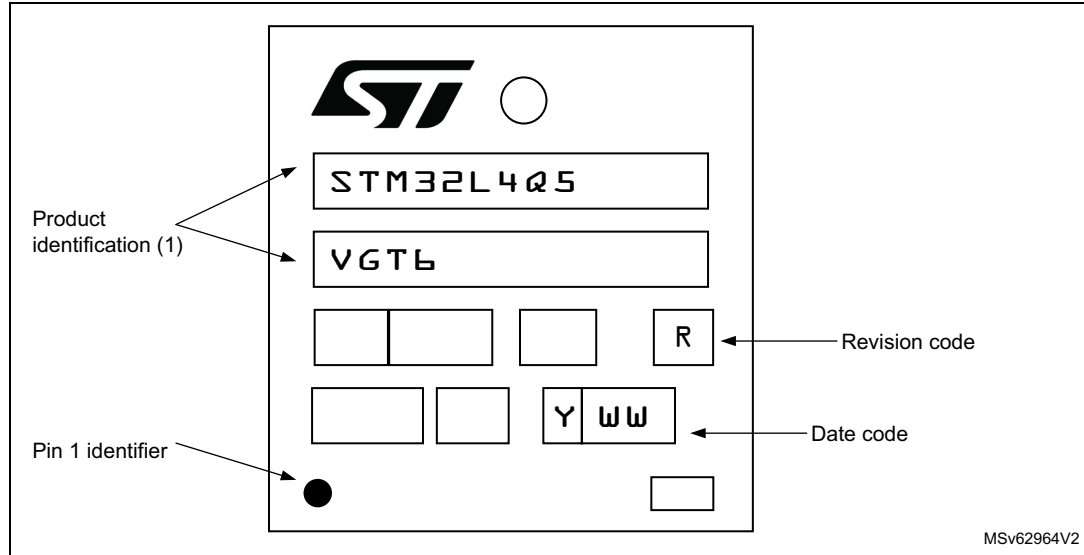 ST
STM32L4Q5
Product
identification (1)
VGT6
R
Revision code
Y WW
Date code
Pin 1 identifier
MSv62964V2